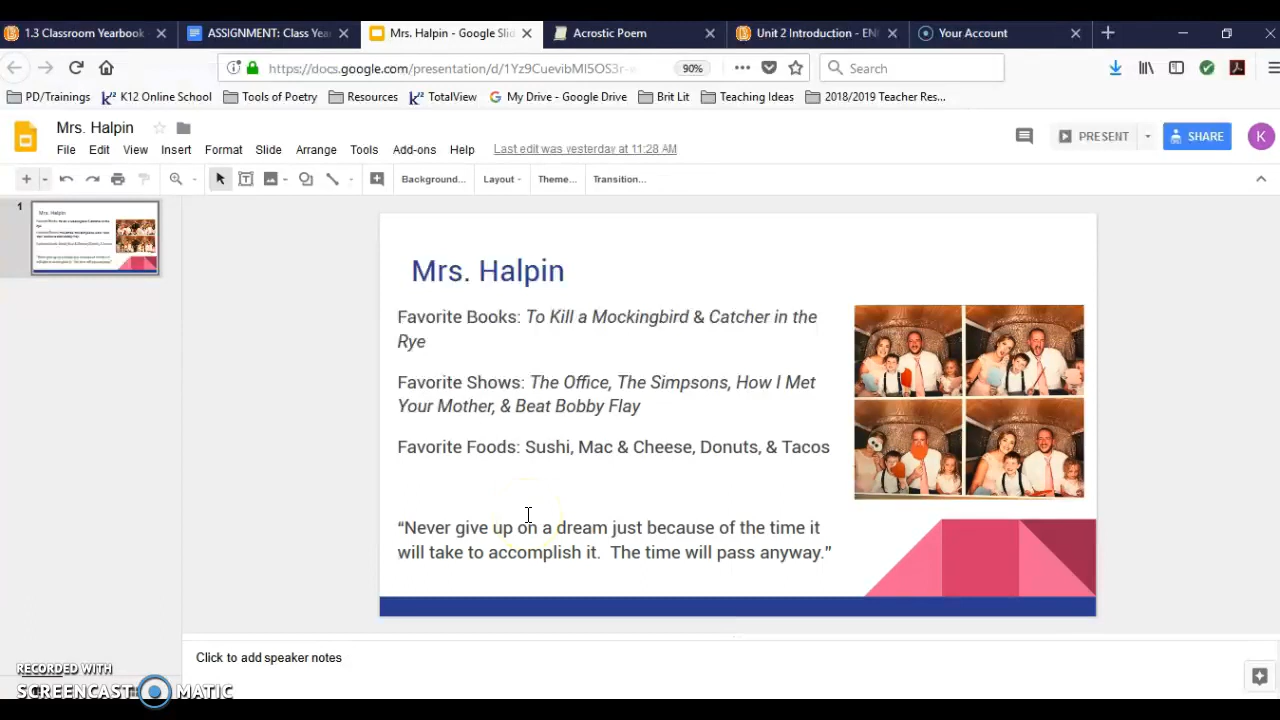 1.3 Classroom Yearbook
ASSIGNMENT: Class Yea
Mrs. Halpin - Google Slid
Acrostic Poem
Unit 2 Introduction - EN
Your Account
https://docs.google.com/presentation/d/1Yz9CuevibMI5OS3r-
90%
Search
PD/Trainings
K12 Online School
Tools of Poetry
Resources
TotalView
My Drive - Google Drive
Brit Lit
Teaching Ideas
2018/2019 Teacher Res...
Mrs. Halpin
PRESENT
SHARE
K
File Edit View Insert Format Slide Arrange Tools Add-ons Help
Last edit was yesterday at 11:28 AM
Background... Layout Theme... Transition...
1
Mrs. Halpin
Favorite Books: To Kill a Mockingbird & Catcher in the
Rye
Favorite Shows: The Office, The Simpsons, How I Met
Your Mother, & Beat Bobby Flay
Favorite Foods: Sushi, Mac & Cheese, Donuts, & Tacos
“Never give up on a dream just because of the time it
will take to accomplish it.  The time will pass anyway.”
Click to add speaker notes
RECORDED WITH
SCREENCAST MATIC